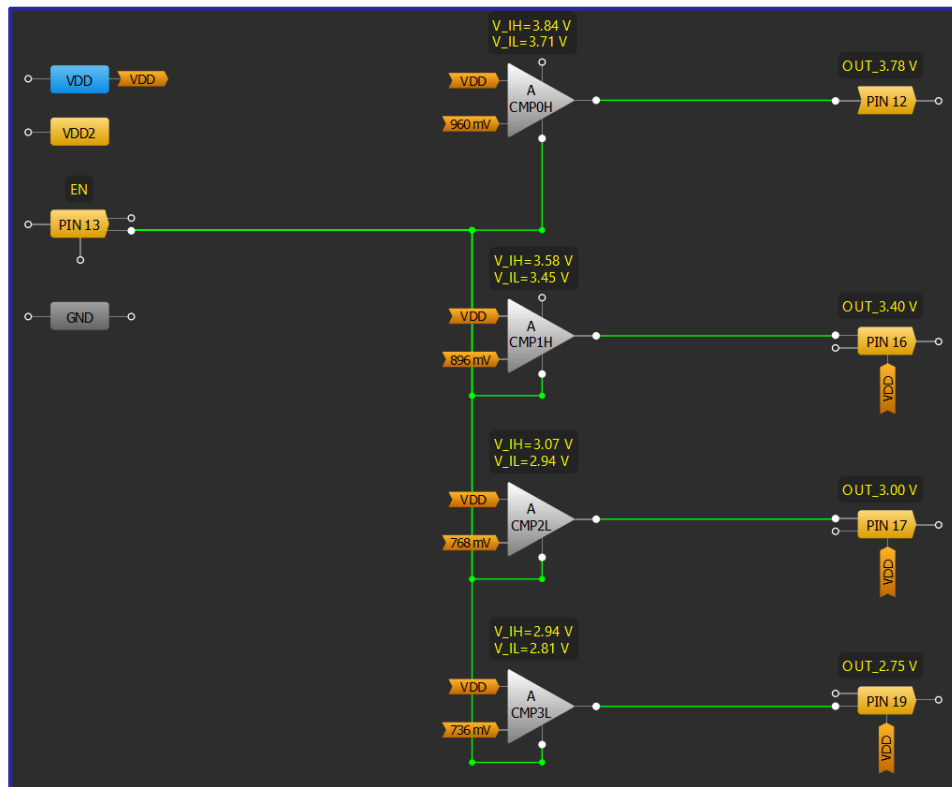 V_IH=3.84 V
V_IL=3.71 V
VDD
VDD
VDD
A
CMP0H
960 mV
OUT_3.78 V
PIN 12
VDD2
EN
PIN 13
GND
V_IH=3.58 V
V_IL=3.45 V
VDD
A
CMP1H
896 mV
OUT_3.40 V
PIN 16
VDD
V_IH=3.07 V
V_IL=2.94 V
VDD
A
CMP2L
768 mV
OUT_3.00 V
PIN 17
VDD
V_IH=2.94 V
V_IL=2.81 V
VDD
A
CMP3L
736 mV
OUT_2.75 V
PIN 19
VDD